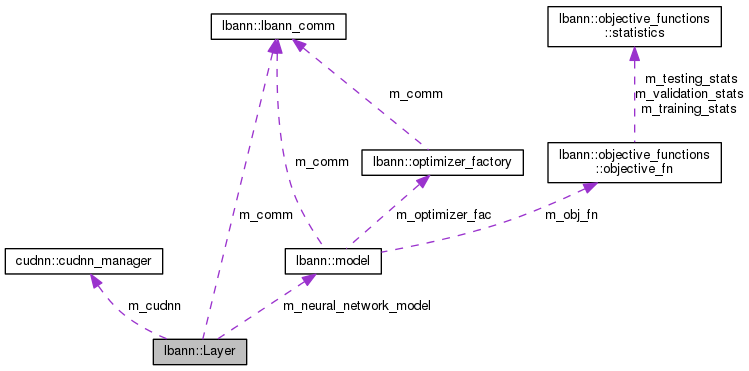 lbann::lbann_comm
lbann::objective_functions
::statistics
m_testing_stats
m_validation_stats
m_training_stats
m_comm
lbann::optimizer_factory
lbann::objective_functions
::objective_fn
m_comm
m_comm
m_optimizer_fac
m_obj_fn
cudnn::cudnn_manager
lbann::model
m_cudnn
m_neural_network_model
lbann::Layer